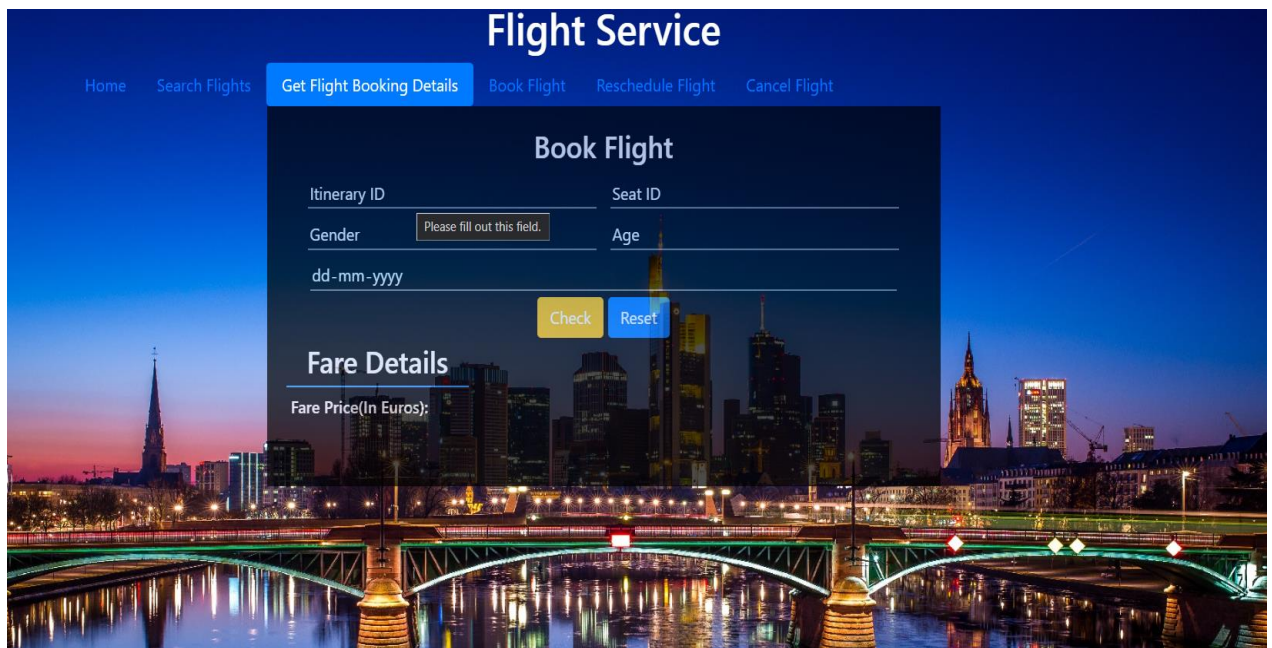 Flight Service
Home Search Flights Get Flight Booking Details Book Flight Reschedule Flight Cancel Flight
Book Flight
Itinerary ID Seat ID
Please fill out this field.
Gender Age
dd-mm-yyyy
Check Reset
Fare Details
Fare Price(In Euros):